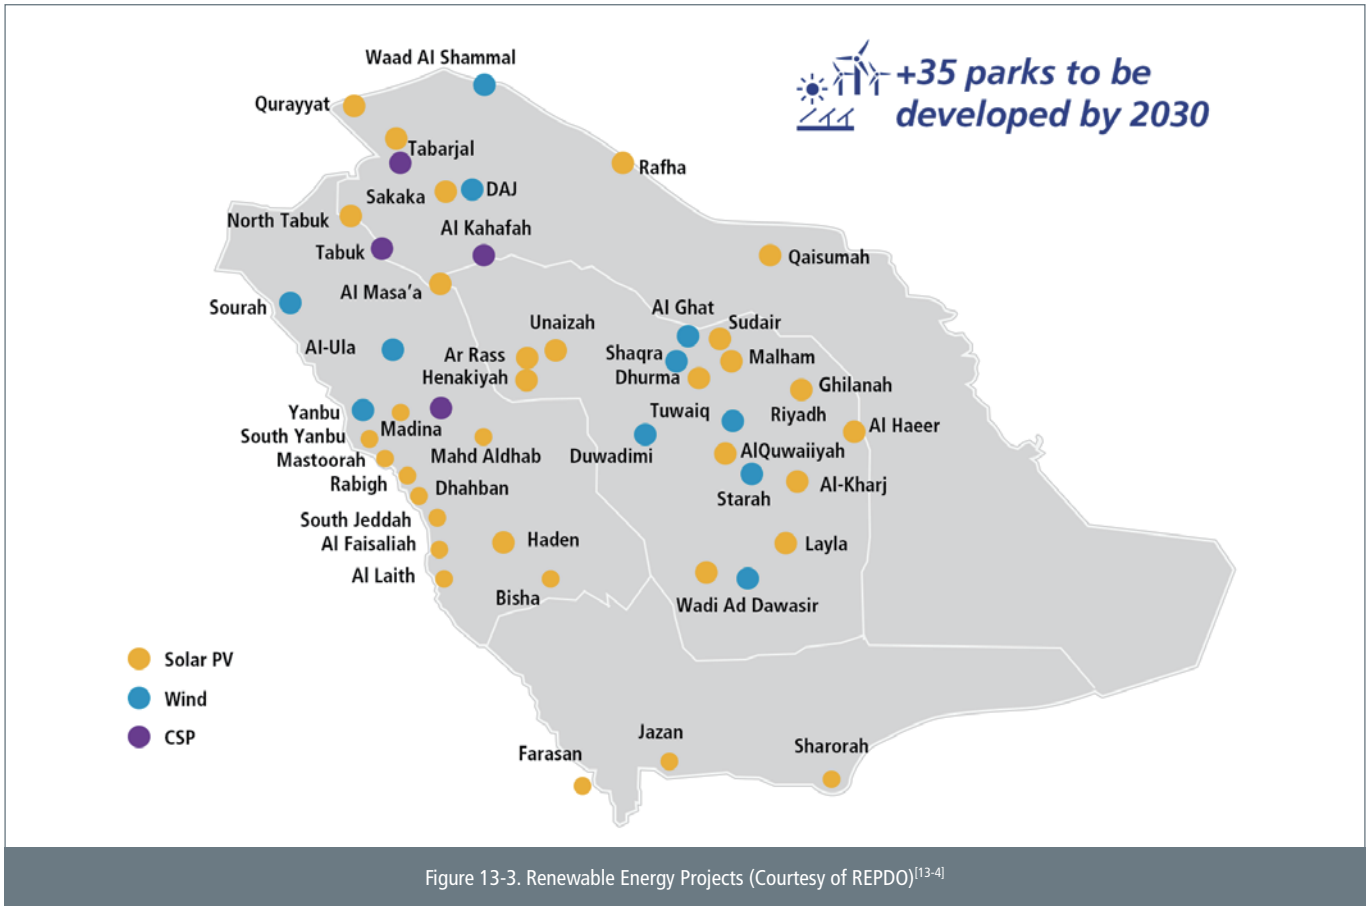 Waad Al Shammal
+35 parks to be
developed by 2030
Qurayyat
Tabarjal
Rafha
Sakaka
DAJ
North Tabuk
Al Kahafah
Tabuk
Qaisumah
Al Masa’a
Sourah
Al Ghat
Unaizah
Sudair
Al-Ula
Ar Rass
Shaqra
Malham
Henakiyah
Dhurma
Ghilanah
Yanbu
Tuwaiq
Riyadh
Madina
Al Haeer
South Yanbu
Mastoorah
Mahd Aldhab
Duwadimi
AlQuwaiiyah
Rabigh
Dhahban
Starah
Al-Kharj
South Jeddah
Al Faisaliah
Haden
Layla
Al Laith
Bisha
Wadi Ad Dawasir
Solar PV
Wind
CSP
Jazan
Farasan
Sharorah
Figure 13-3. Renewable Energy Projects (Courtesy of REPDO)[13-4]